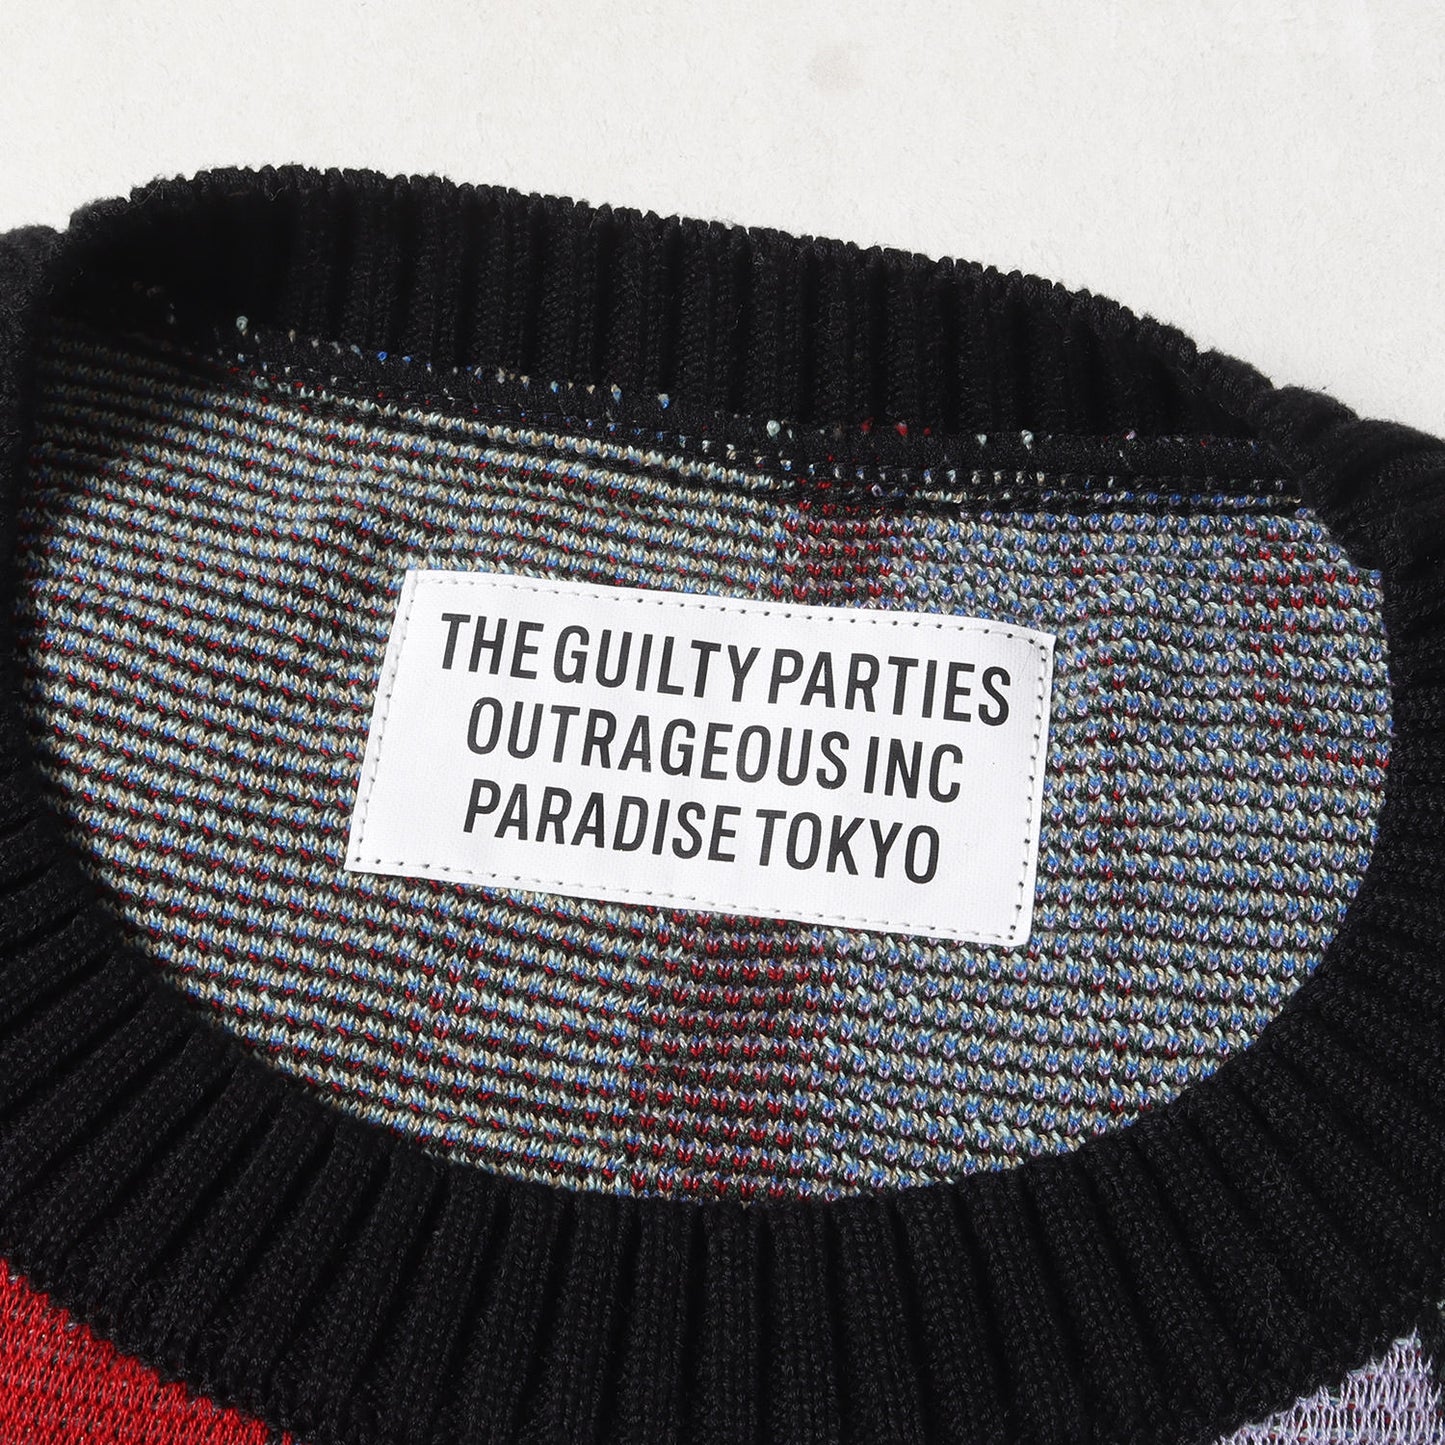 THE GUILTY PARTIES
OUTRAGEOUS INC
PARADISE TOKYO